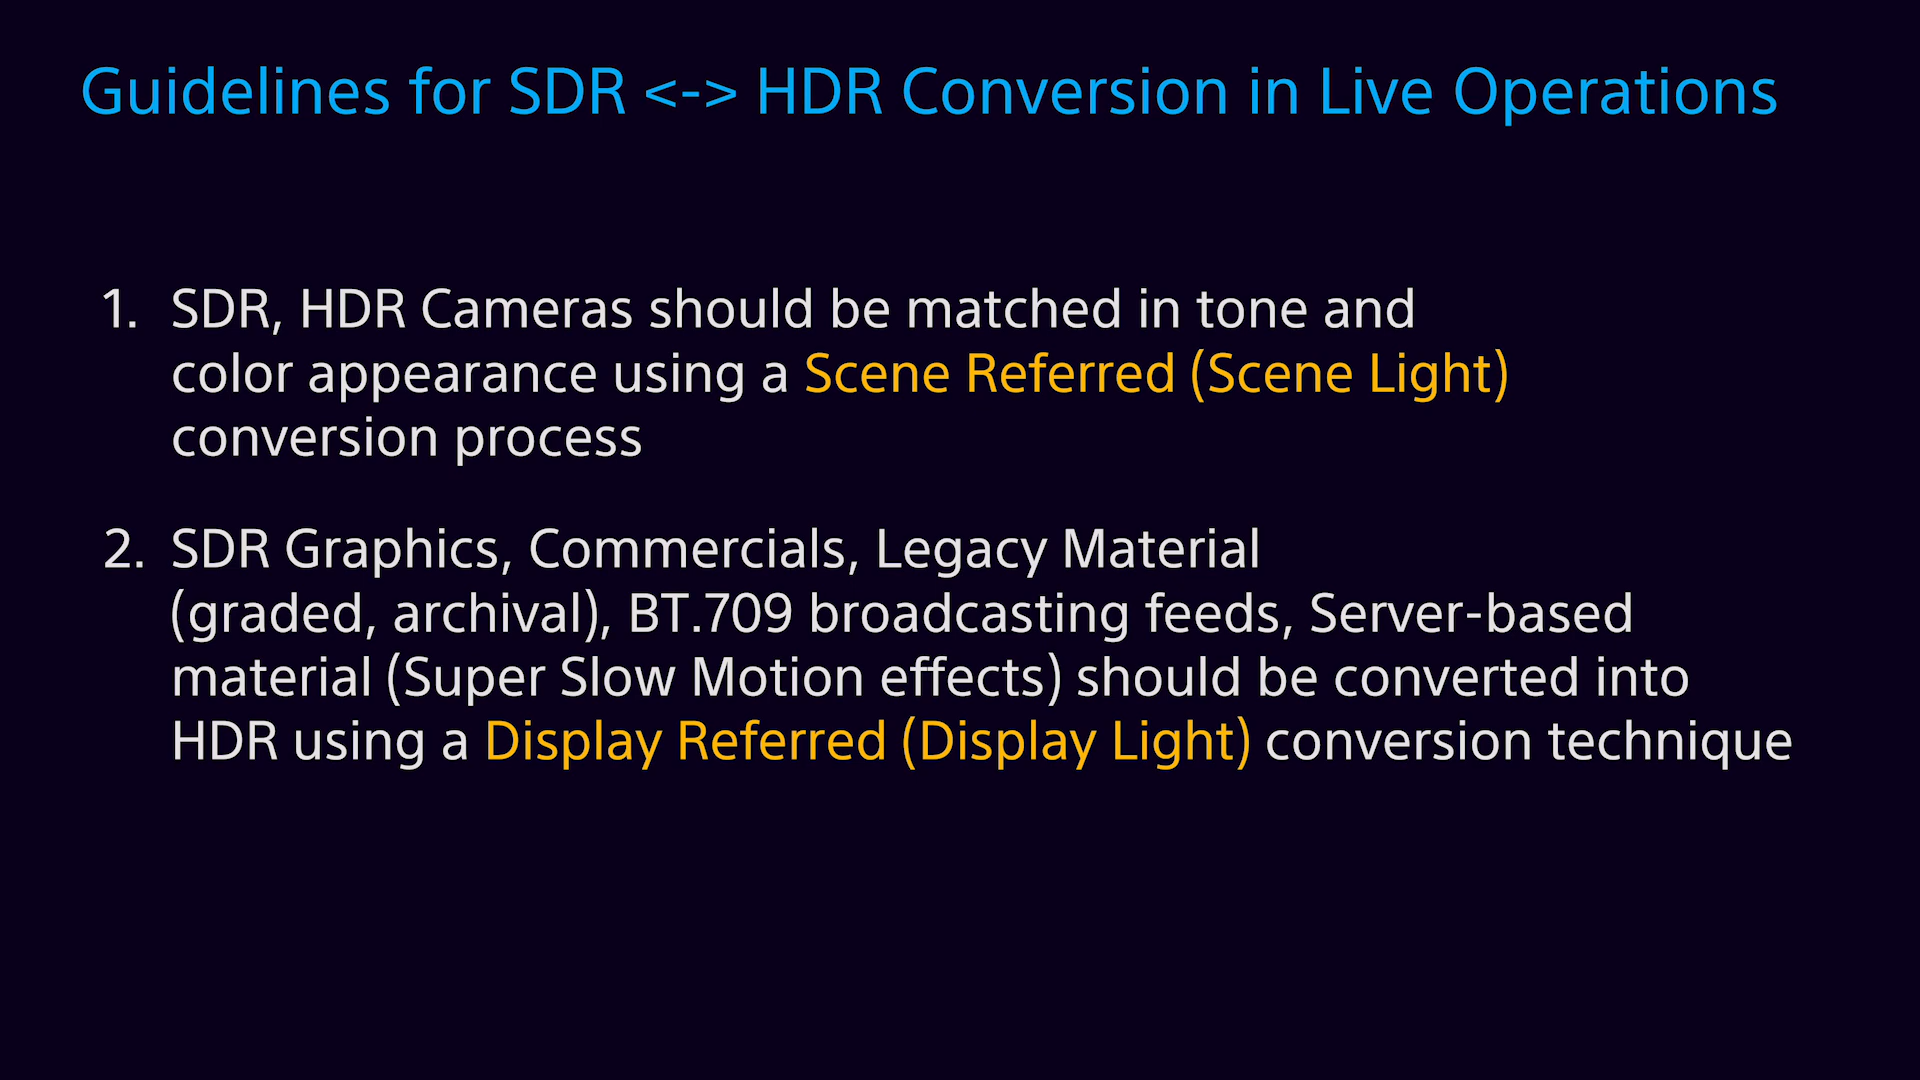 Guidelines for SDR <-> HDR Conversion in Live Operations
1. SDR, HDR Cameras should be matched in tone and
color appearance using a Scene Referred (Scene Light)
conversion process
2. SDR Graphics, Commercials, Legacy Material
(graded, archival), BT.709 broadcasting feeds, Server-based
material (Super Slow Motion effects) should be converted into
HDR using a Display Referred (Display Light) conversion technique